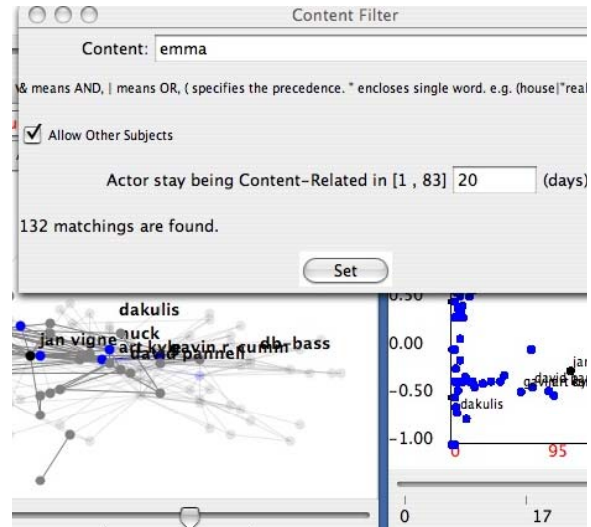 Content Filter
Content: emma
& means AND, | means OR, ( specifies the precedence. " encloses single word. e.g. (house|"real
Allow Other Subjects
Actor stay being Content-Related in [1 , 83] 20 (days)
132 matchings are found.
Set
dakulis
jan vigne
david pannell
db-bass
0.50
0.00
−0.50
−1.00
dakulis
0
95
0
17